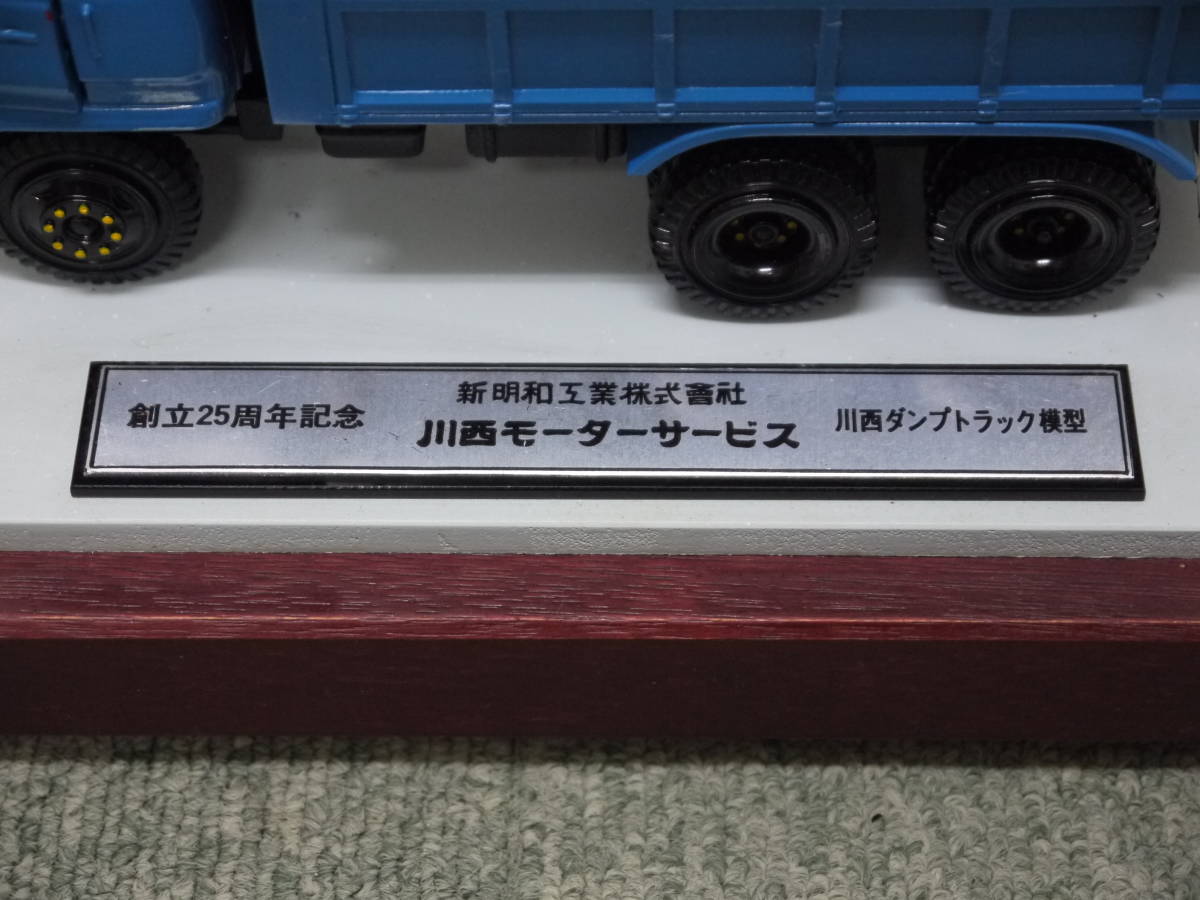 創立25周年記念
新明和工業株式會社
川西モーターサービス
川西ダンプトラック模型